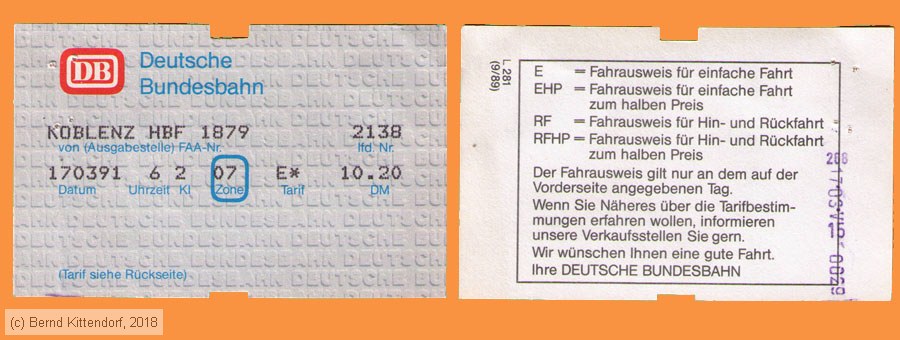 DB
Deutsche
Bundesbahn
KOBLENZ HBF 1879 2138
von (Ausgabestelle) FAA-Nr. lfd. Nr.
170391 6 2 07 E* 10.20
Datum Uhrzeit Kl Zone Tarif DM
(Tarif siehe Rückseite)
L 281
(9/89)
E = Fahrausweis für einfache Fahrt
EHP = Fahrausweis für einfache Fahrt
zum halben Preis
RF = Fahrausweis für Hin- und Rückfahrt
RFHP = Fahrausweis für Hin- und Rückfahrt
zum halben Preis
Der Fahrausweis gilt nur an dem auf der
Vorderseite angegebenen Tag.
Wenn Sie Näheres über die Tarifbestim-
mungen erfahren wollen, informieren
unsere Verkaufsstellen Sie gern.
Wir wünschen Ihnen eine gute Fahrt.
Ihre DEUTSCHE BUNDESBAHN
(c) Bernd Kittendorf, 2018